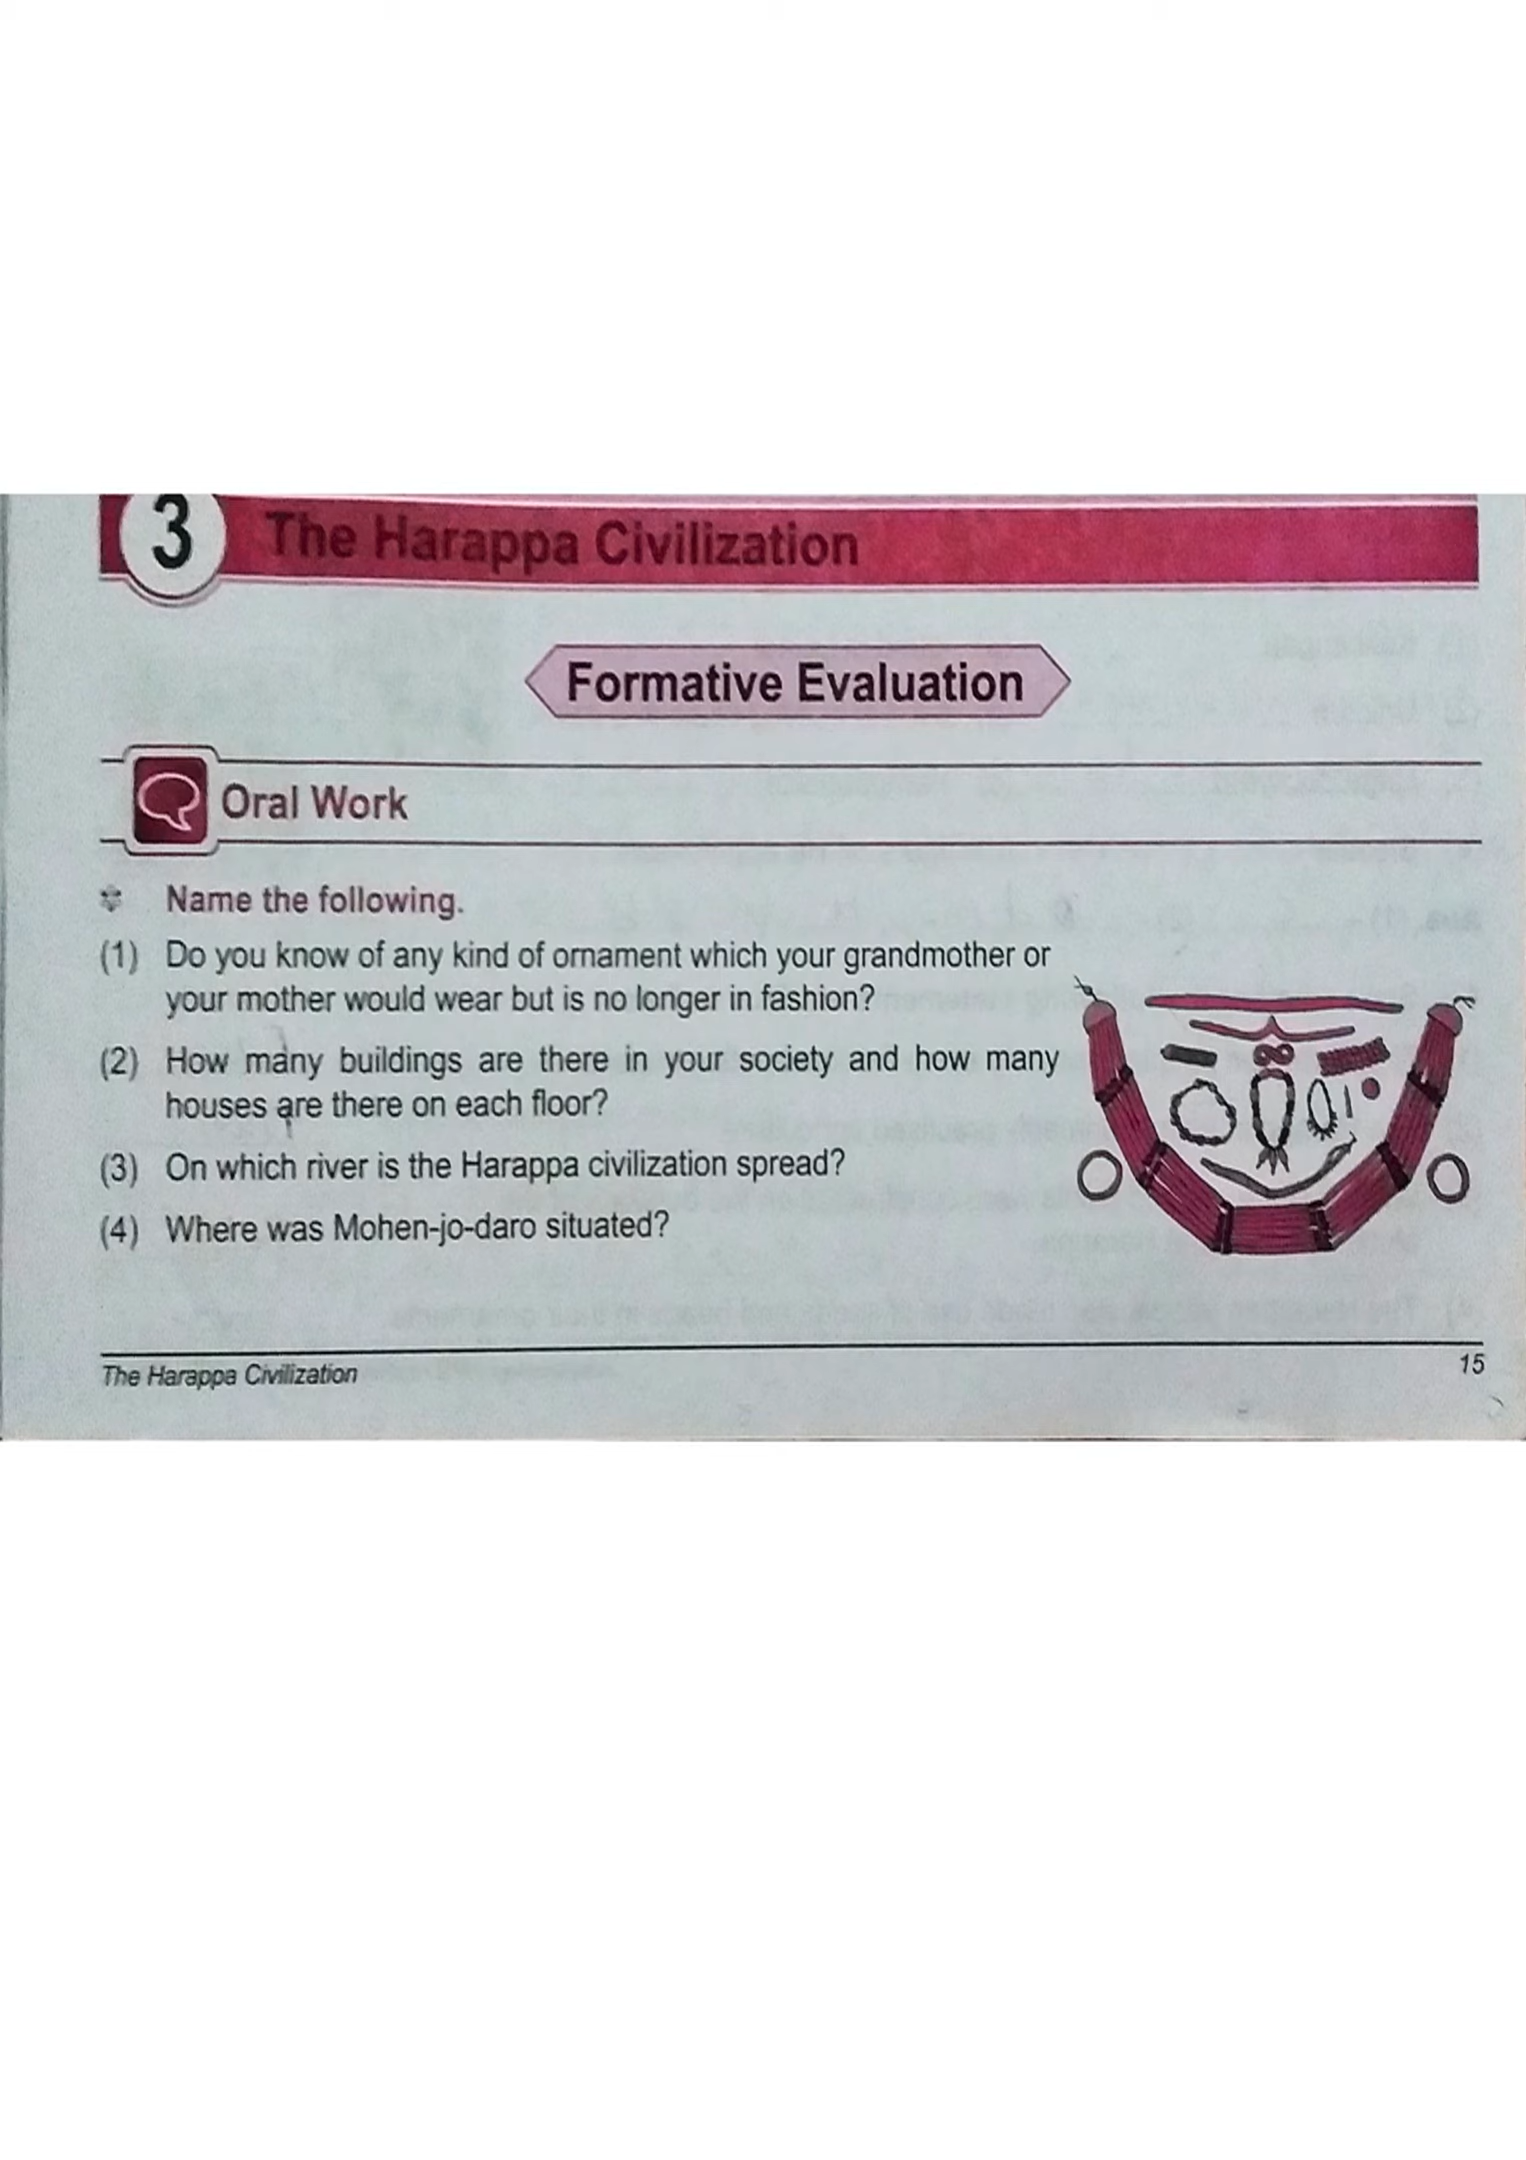 3 The Harappa Civilization
Formative Evaluation
Oral Work
Name the following.
(1) Do you know of any kind of ornament which your grandmother or
your mother would wear but is no longer in fashion?
(2) How many buildings are there in your society and how many
houses are there on each floor?
(3) On which river is the Harappa civilization spread?
(4) Where was Mohen-jo-daro situated?
The Harappa Civilization 15